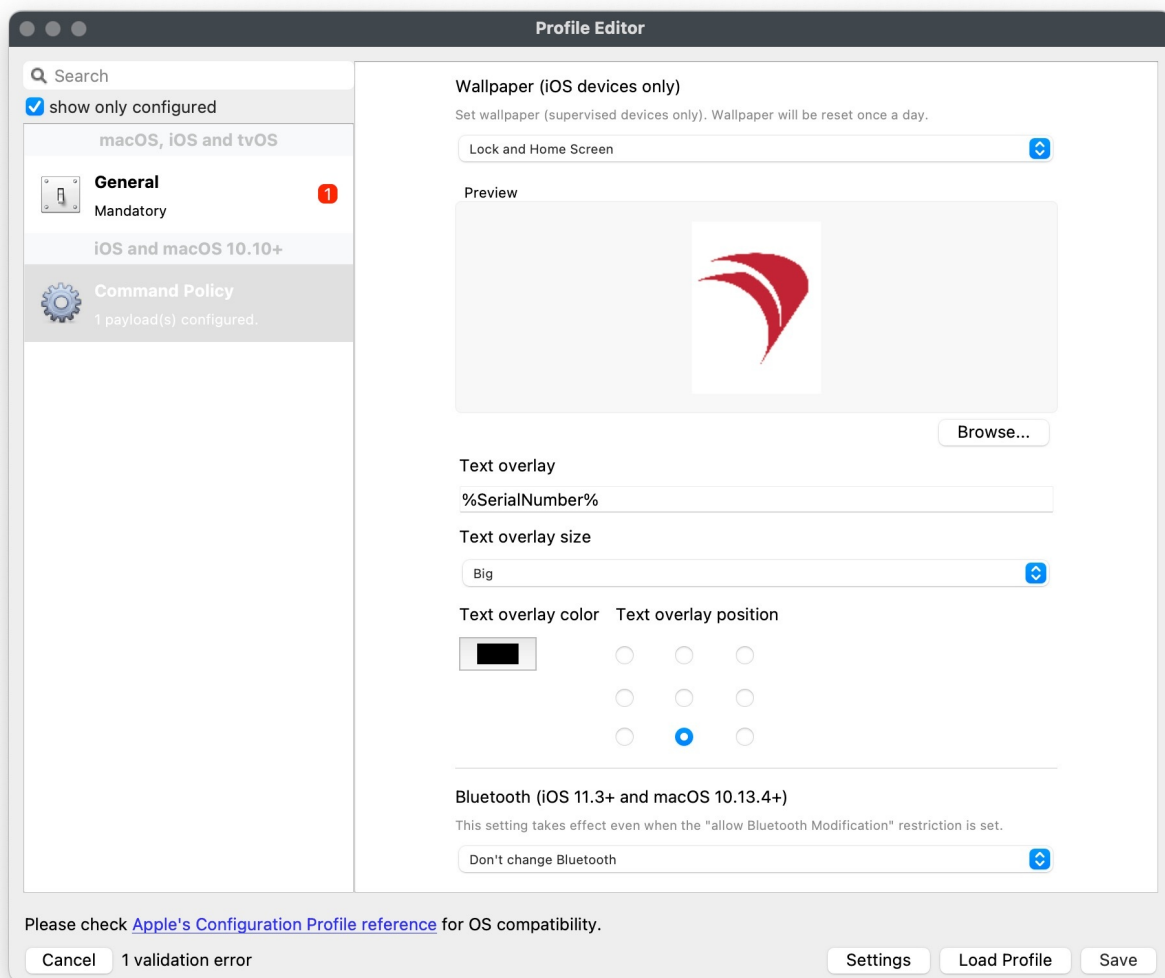 Profile Editor
Search
show only configured
macOS, iOS and tvOS
General
Mandatory
1
iOS and macOS 10.10+
Command Policy
1 payload(s) configured.
Wallpaper (iOS devices only)
Set wallpaper (supervised devices only). Wallpaper will be reset once a day.
Lock and Home Screen
Preview
Browse...
Text overlay
%SerialNumber%
Text overlay size
Big
Text overlay color Text overlay position
Bluetooth (iOS 11.3+ and macOS 10.13.4+)
This setting takes effect even when the "allow Bluetooth Modification" restriction is set.
Don't change Bluetooth
Please check Apple's Configuration Profile reference for OS compatibility.
Cancel 1 validation error Settings Load Profile Save